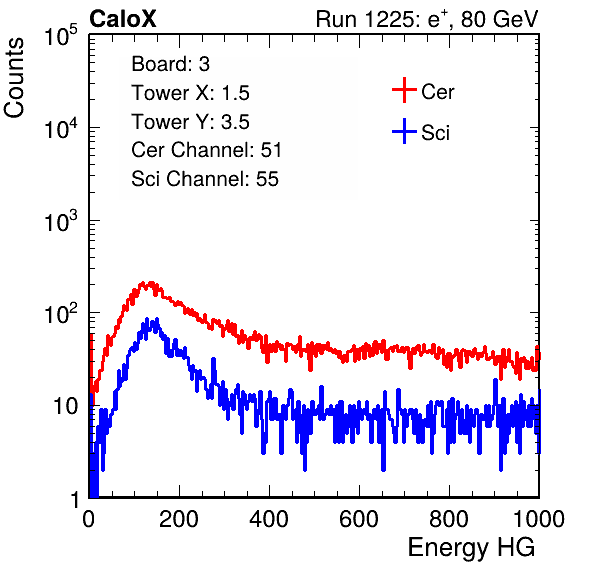 CaloX Run 1225: e⁺, 80 GeV
Counts
10⁵
10⁴
10³
10²
10
1
Board: 3
Tower X: 1.5
Tower Y: 3.5
Cer Channel: 51
Sci Channel: 55
Cer
Sci
0 200 400 600 800 1000
Energy HG